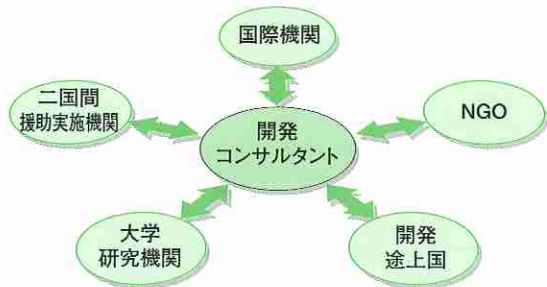 国際機関
二国間
援助実施機関
NGO
開発
コンサルタント
大学
研究機関
開発
途上国